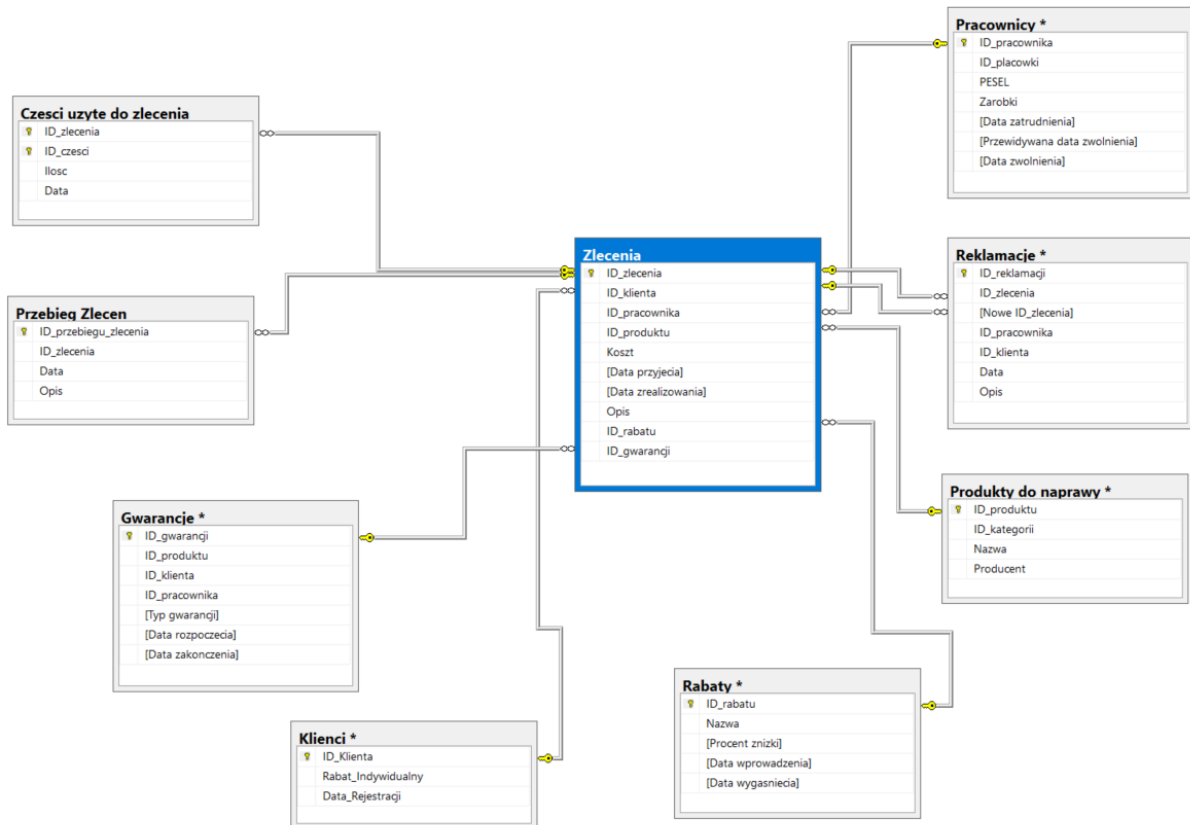 Pracownicy *
ID_pracownika
ID_placowki
PESEL
Zarobki
[Data zatrudnienia]
[Przewidywana data zwolnienia]
[Data zwolnienia]
Czesci uzyte do zlecenia
ID_zlecenia
ID_czesci
Ilosc
Data
Zlecenia
ID_zlecenia
ID_klienta
ID_pracownika
ID_produktu
Koszt
[Data przyjecia]
[Data zrealizowania]
Opis
ID_rabatu
ID_gwarancji
Reklamacje *
ID_reklamacji
ID_zlecenia
[Nowe ID_zlecenia]
ID_pracownika
ID_klienta
Data
Opis
Przebieg Zlecen
ID_przebiegu_zlecenia
ID_zlecenia
Data
Opis
Produkty do naprawy *
ID_produktu
ID_kategorii
Nazwa
Producent
Gwarancje *
ID_gwarancji
ID_produktu
ID_klienta
ID_pracownika
[Typ gwarancji]
[Data rozpoczecia]
[Data zakonczenia]
Rabaty *
ID_rabatu
Nazwa
[Procent znizki]
[Data wprowadzenia]
[Data wygasniecia]
Klienci *
ID_Klienta
Rabat_Indywidualny
Data_Rejestracji